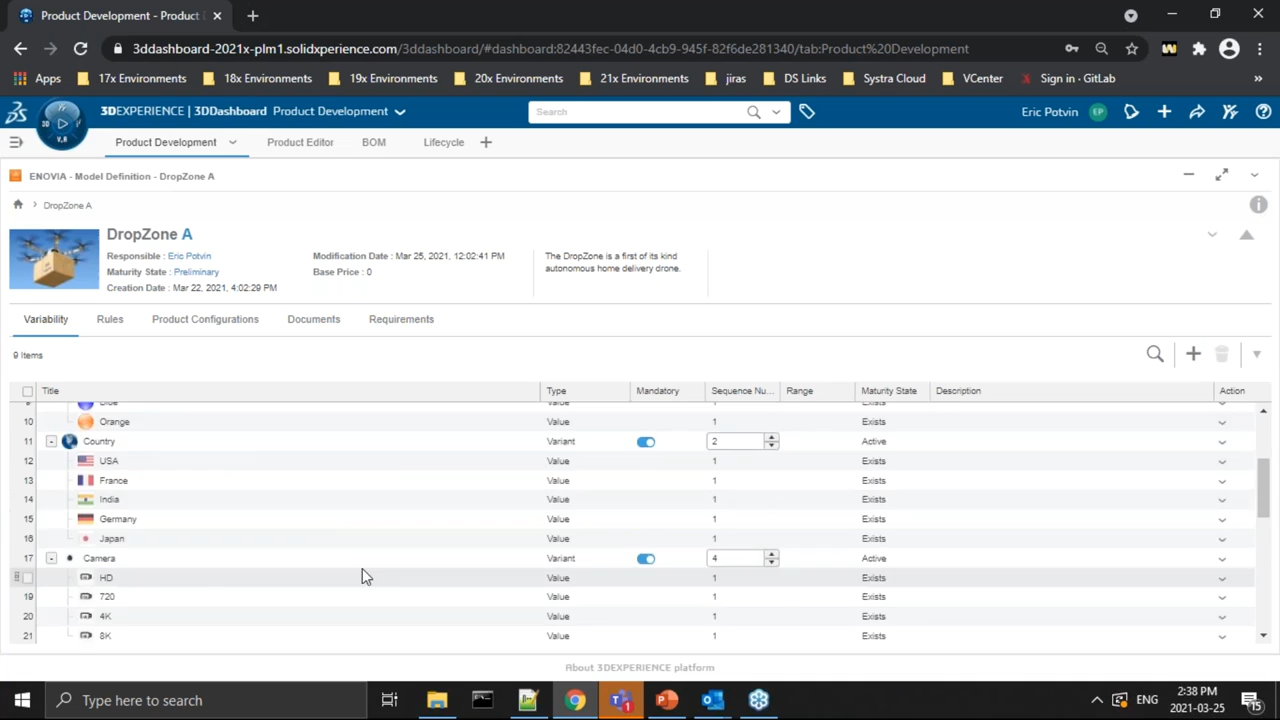 Product Development - Product
3ddashboard-2021x-plm1.solidxperience.com/3ddashboard/#dashboard:82443fec-04d0-4cb9-945f-82f6de281340/tab:Product%20Development
Apps 17x Environments 18x Environments 19x Environments 20x Environments 21x Environments jiras DS Links Systra Cloud VCenter Sign in · GitLab »
3DEXPERIENCE | 3DDashboard Product Development Search Eric Potvin EP
3D V.R
Product Development Product Editor BOM Lifecycle
ENOVIA - Model Definition - DropZone A
DropZone A
DropZone A
Responsible : Eric Potvin Modification Date : Mar 25, 2021, 12:02:41 PM The DropZone is a first of its kind
Maturity State : Preliminary Base Price : 0 autonomous home delivery drone.
Creation Date : Mar 22, 2021, 4:02:29 PM
Variability Rules Product Configurations Documents Requirements
9 Items
Title Type Mandatory Sequence Nu... Range Maturity State Description Action
9 Blue Value 1 Exists
10 Orange Value 1 Exists
11 Country Variant 2 Active
12 USA Value 1 Exists
13 France Value 1 Exists
14 India Value 1 Exists
15 Germany Value 1 Exists
16 Japan Value 1 Exists
17 Camera Variant 4 Active
HD Value 1 Exists
19 720 Value 1 Exists
20 4K Value 1 Exists
21 8K Value 1 Exists
About 3DEXPERIENCE platform
Type here to search 1 ENG 2:38 PM
2021-03-25 15